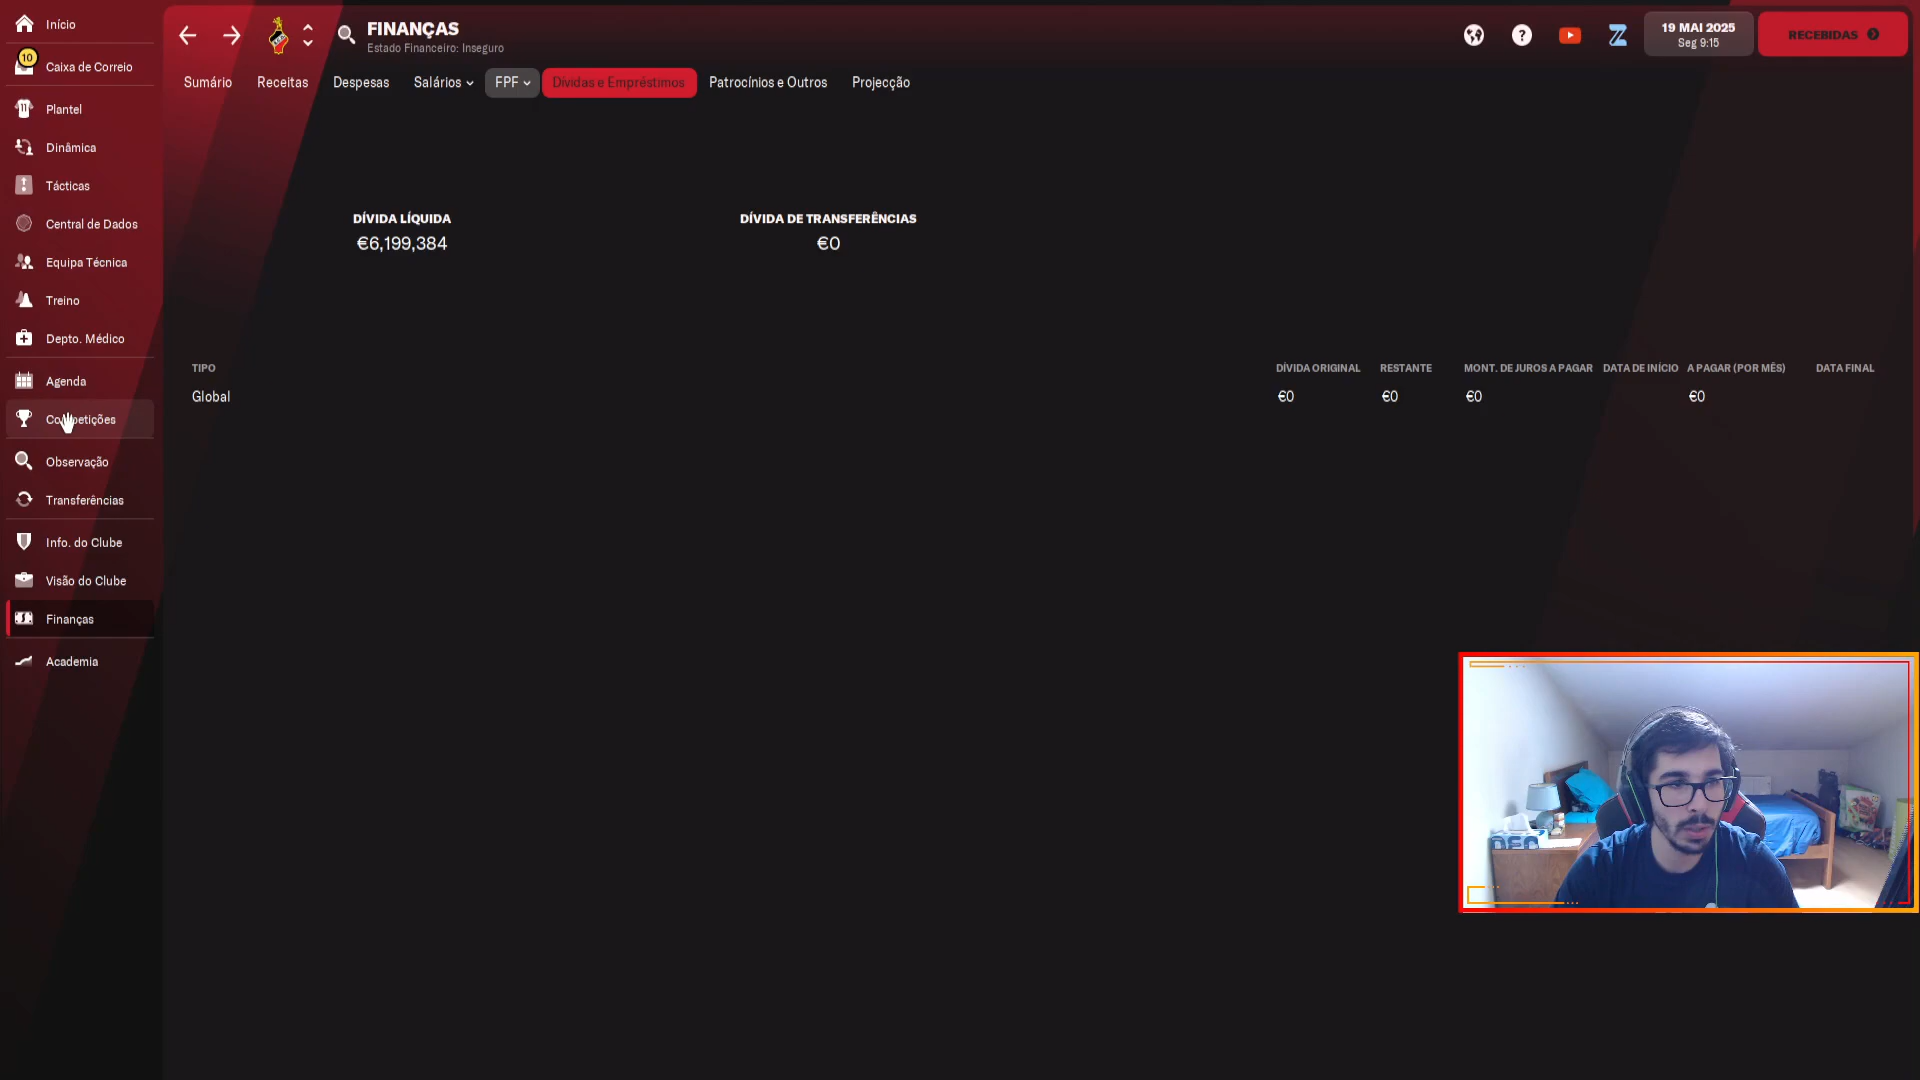 Início
10
Caixa de Correio
Plantel
Dinâmica
Tácticas
Central de Dados
Equipa Técnica
Treino
Depto. Médico
Agenda
Competições
Observação
Transferências
Info. do Clube
Visão do Clube
Finanças
Academia
FINANÇAS
Estado Financeiro: Inseguro
19 MAI 2025
Seg 9:15
RECEBIDAS
Sumário
Receitas
Despesas
Salários
FPF
Dívidas e Empréstimos
Patrocínios e Outros
Projecção
DÍVIDA LÍQUIDA
€6,199,384
DÍVIDA DE TRANSFERÊNCIAS
€0
TIPO DÍVIDA ORIGINAL RESTANTE MONT. DE JUROS A PAGAR DATA DE INÍCIO A PAGAR (POR MÊS) DATA FINAL
Global €0 €0 €0 €0